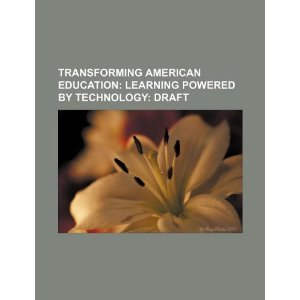 TRANSFORMING AMERICAN
EDUCATION: LEARNING POWERED
BY TECHNOLOGY: DRAFT